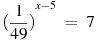 (1/49)^{x-5} = 7